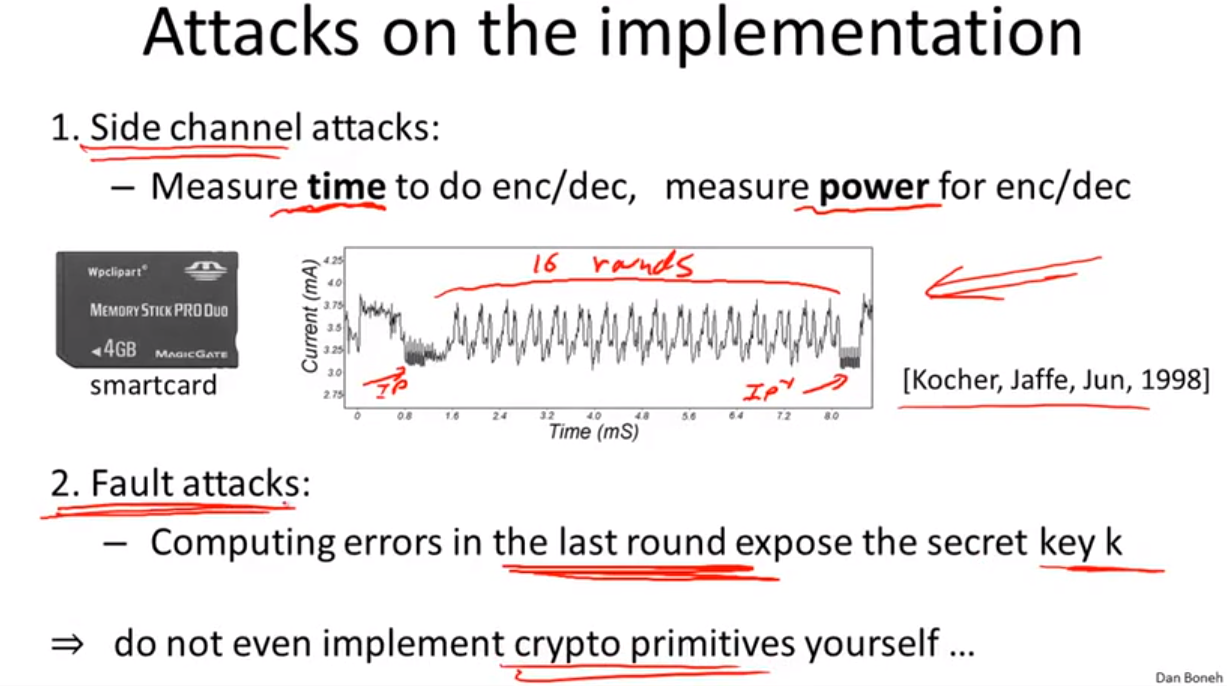 Attacks on the implementation
1. Side channel attacks:
– Measure time to do enc/dec, measure power for enc/dec
Wpclipart®
MEMORY STICK PRO DUO
◄4GB MAGICGATE
smartcard
16 rounds
Current (mA)
4.25
4.0
3.75
3.5
3.25
3.0
2.75
IP
IP⁻¹
0 0.8 1.6 2.4 3.2 4.0 4.8 5.6 6.4 7.2 8.0
Time (mS)
[Kocher, Jaffe, Jun, 1998]
2. Fault attacks:
– Computing errors in the last round expose the secret key k
⇒ do not even implement crypto primitives yourself …
Dan Boneh